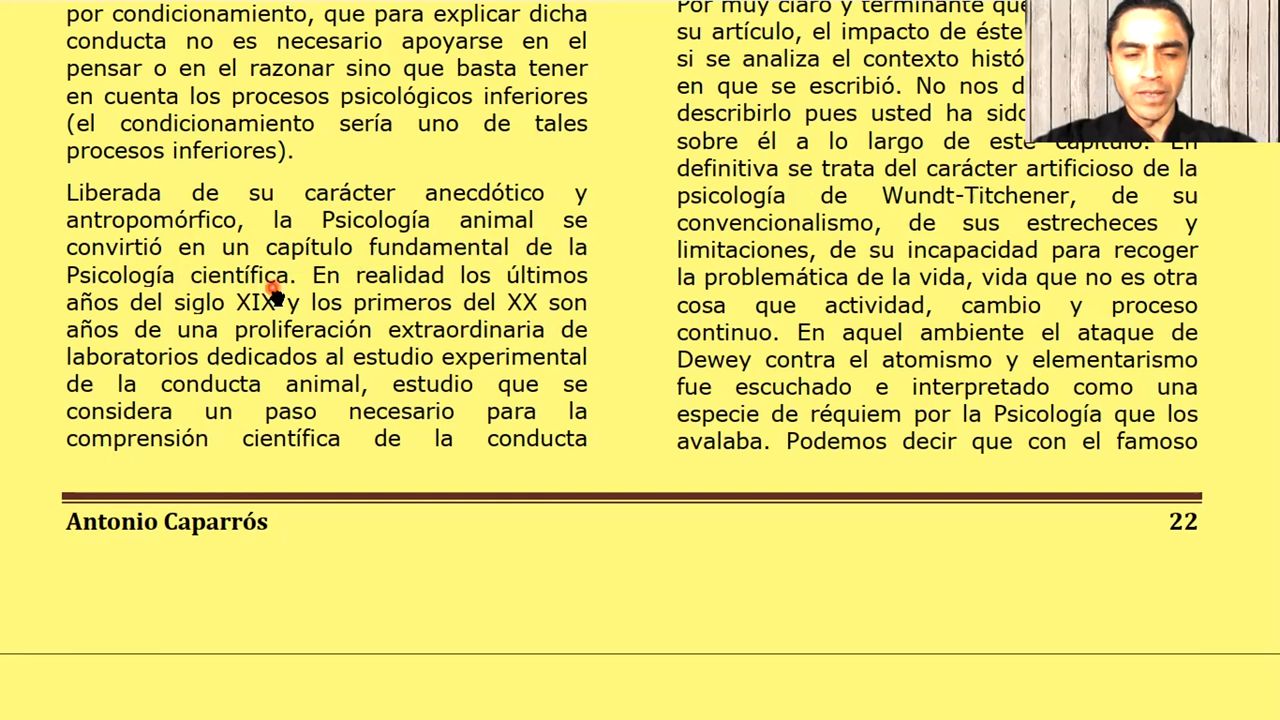 por condicionamiento, que para explicar dicha
conducta no es necesario apoyarse en el
pensar o en el razonar sino que basta tener
en cuenta los procesos psicológicos inferiores
(el condicionamiento sería uno de tales
procesos inferiores).
Liberada de su carácter anecdótico y
antropomórfico, la Psicología animal se
convirtió en un capítulo fundamental de la
Psicología científica. En realidad los últimos
años del siglo XIX y los primeros del XX son
años de una proliferación extraordinaria de
laboratorios dedicados al estudio experimental
de la conducta animal, estudio que se
considera un paso necesario para la
comprensión científica de la conducta
Por muy claro y terminante que
su artículo, el impacto de éste
si se analiza el contexto histó
en que se escribió. No nos d
describirlo pues usted ha sido
sobre él a lo largo de este capítulo. En
definitiva se trata del carácter artificioso de la
psicología de Wundt-Titchener, de su
convencionalismo, de sus estrecheces y
limitaciones, de su incapacidad para recoger
la problemática de la vida, vida que no es otra
cosa que actividad, cambio y proceso
continuo. En aquel ambiente el ataque de
Dewey contra el atomismo y elementarismo
fue escuchado e interpretado como una
especie de réquiem por la Psicología que los
avalaba. Podemos decir que con el famoso
Antonio Caparrós
22